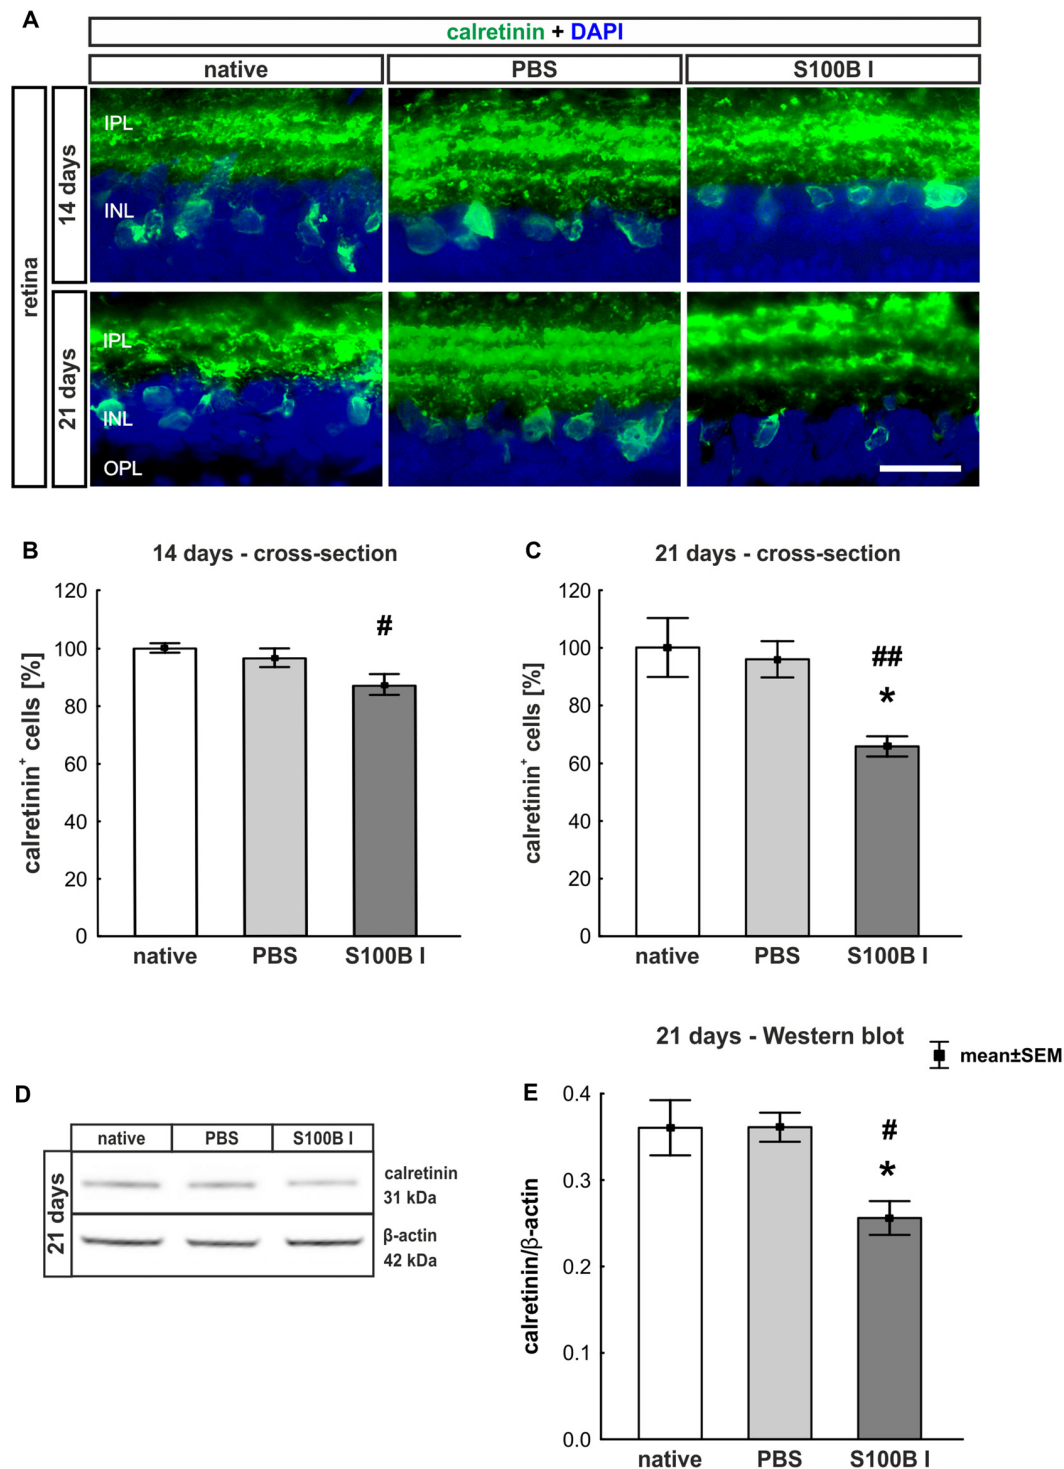 A
calretinin + DAPI
native PBS S100B I
retina
14 days
IPL
INL
21 days
IPL
INL
OPL
B 14 days - cross-section
calretinin⁺ cells [%]
120
100
80
60
40
20
0
#
native PBS S100B I
C 21 days - cross-section
calretinin⁺ cells [%]
120
100
80
60
40
20
0
##
*
native PBS S100B I
D
native PBS S100B I
21 days
calretinin
31 kDa
β-actin
42 kDa
21 days - Western blot
mean±SEM
E
calretinin/β-actin
0.4
0.3
0.2
0.1
0.0
#
*
native PBS S100B I